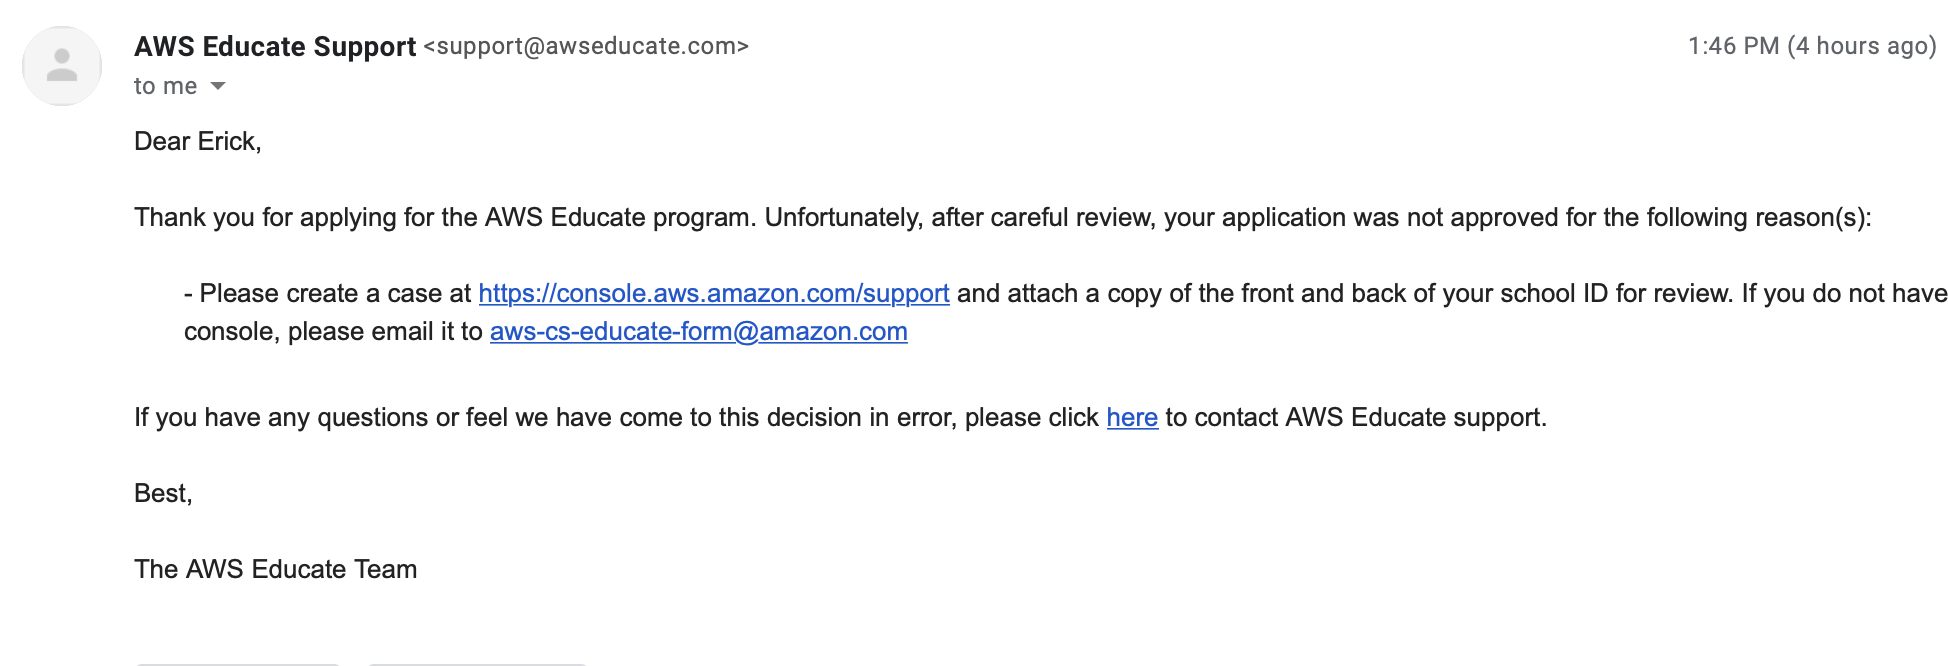 AWS Educate Support <support@awseducate.com>
1:46 PM (4 hours ago)
to me
Dear Erick,
Thank you for applying for the AWS Educate program. Unfortunately, after careful review, your application was not approved for the following reason(s):
- Please create a case at https://console.aws.amazon.com/support and attach a copy of the front and back of your school ID for review. If you do not have
console, please email it to aws-cs-educate-form@amazon.com
If you have any questions or feel we have come to this decision in error, please click here to contact AWS Educate support.
Best,
The AWS Educate Team